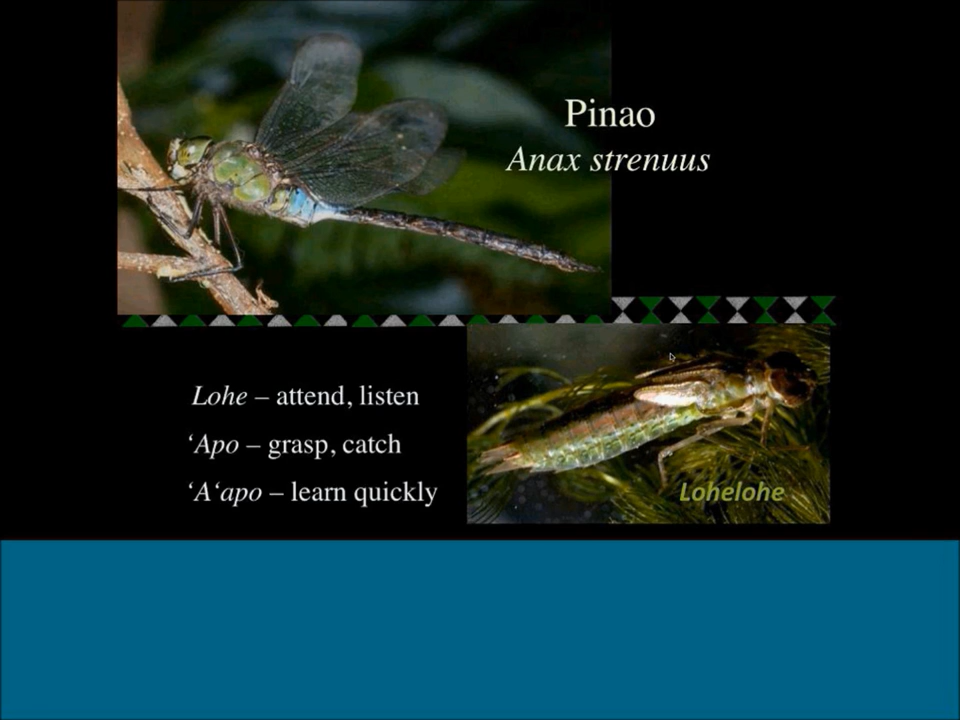 Pinao
Anax strenuus
Lohe – attend, listen
‘Apo – grasp, catch
‘A‘apo – learn quickly
Lohelohe